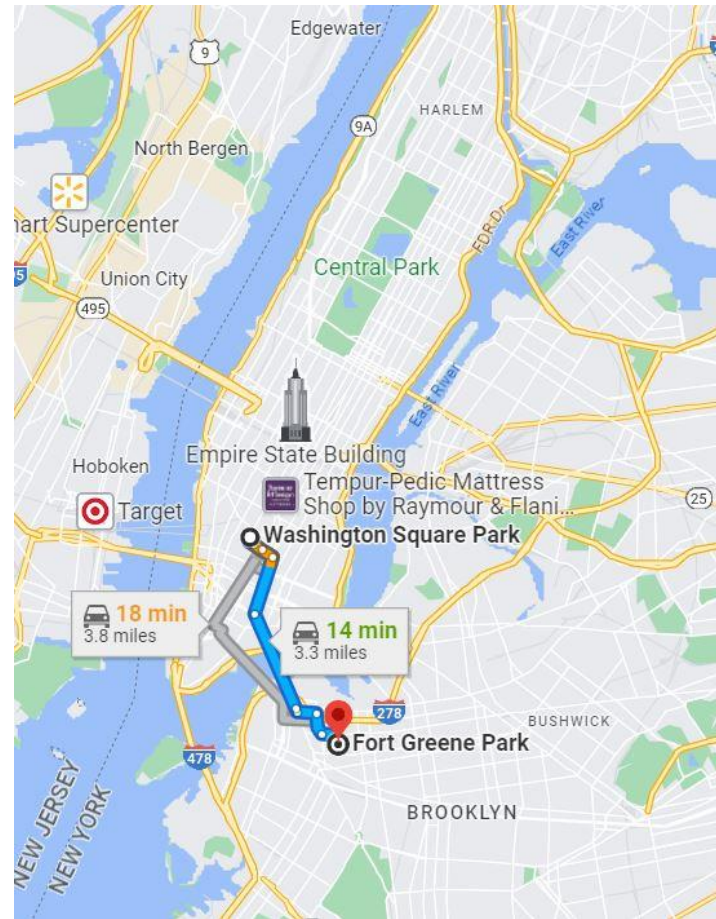 Edgewater
9
HARLEM
9A
North Bergen
mart Supercenter
FDR Dr
East River
Central Park
95
Union City
495
East River
Empire State Building
Hoboken
Tempur-Pedic Mattress
Shop by Raymour & Flani...
Target
25
Washington Square Park
18 min
3.8 miles
14 min
3.3 miles
278
BUSHWICK
Fort Greene Park
478
BROOKLYN
NEW JERSEY
NEW YORK